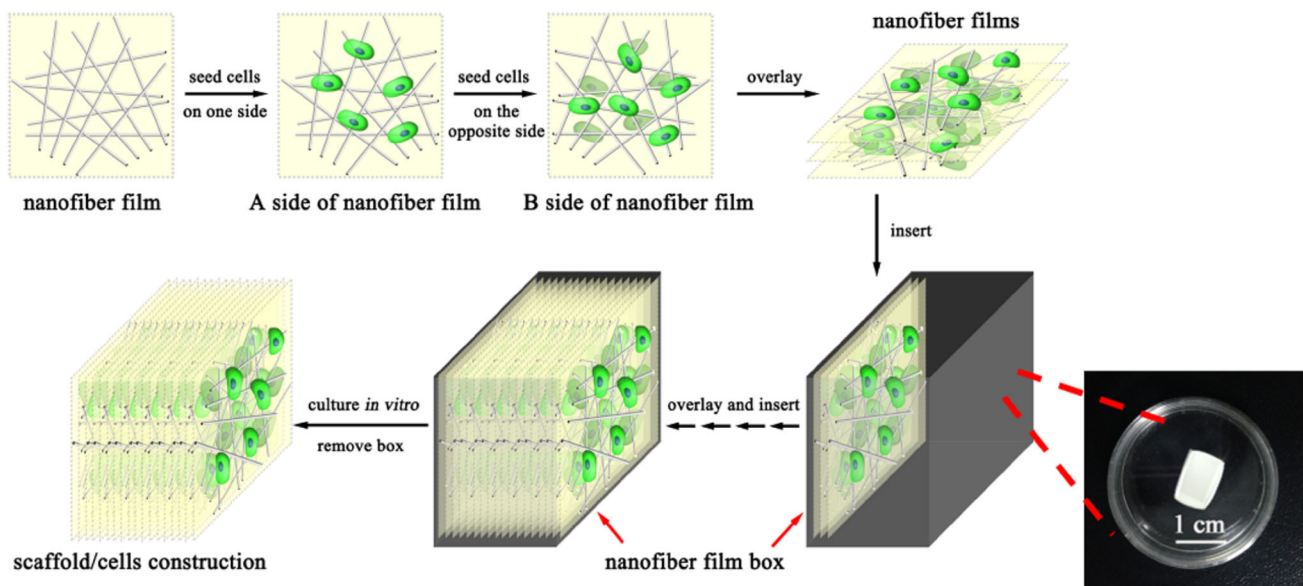 nanofiber films
seed cells
on one side
seed cells
on the
opposite side
overlay
nanofiber film
A side of nanofiber film
B side of nanofiber film
insert
culture in vitro
remove box
overlay and insert
1 cm
scaffold/cells construction
nanofiber film box